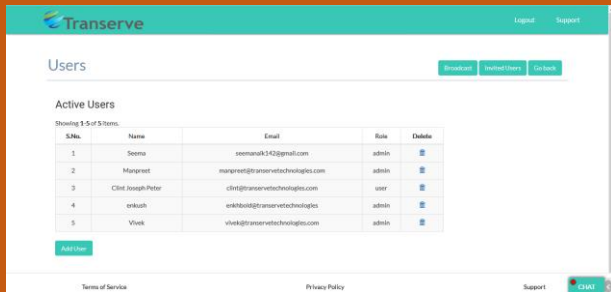 Transerve
Logout Support
Users
Broadcast Invited Users Go back
Active Users
Showing 1-5 of 5 items.
S.No. Name Email Role Delete
1 Seema seemanaik142@gmail.com admin
2 Manpreet manpreet@transervetechnologies.com admin
3 Clint Joseph Peter clint@transervetechnologies.com user
4 enkush enkhbold@transervetechnologies admin
5 Vivek vivek@transervetechnologies.com admin
Add User
Terms of Service Privacy Policy Support CHAT